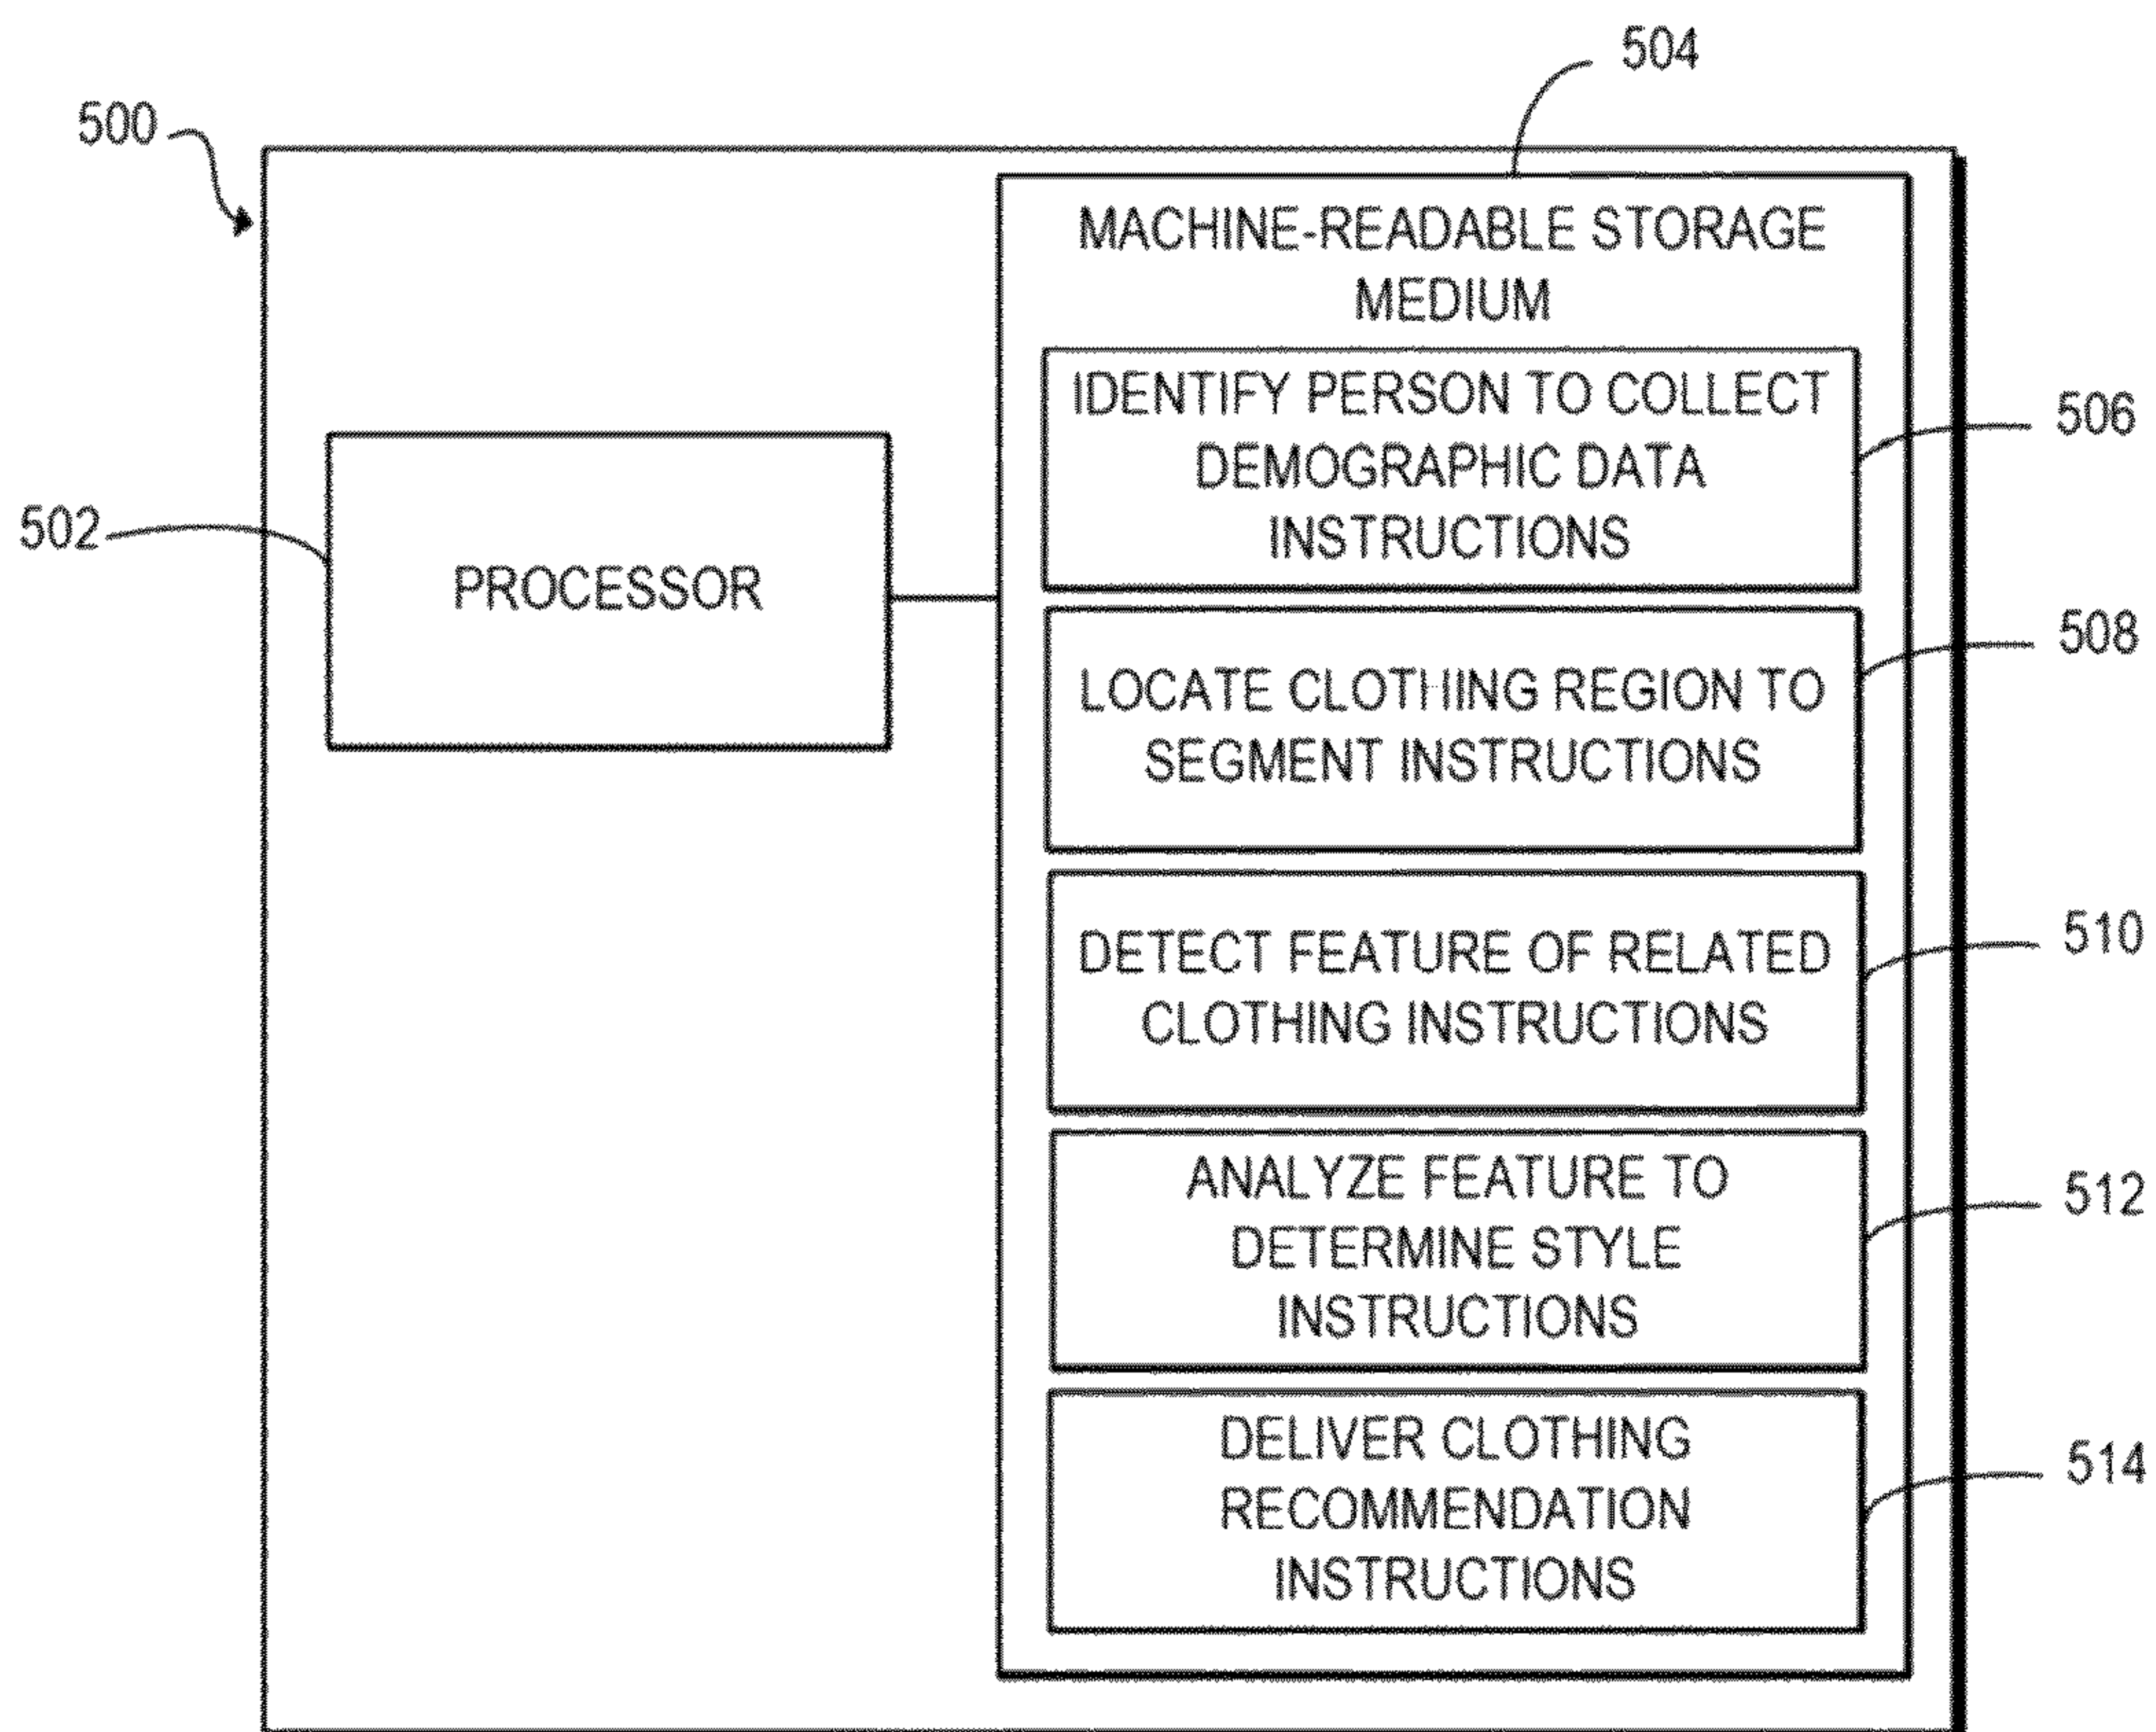 504
500
MACHINE-READABLE STORAGE
MEDIUM
IDENTIFY PERSON TO COLLECT
DEMOGRAPHIC DATA
INSTRUCTIONS
506
502
PROCESSOR
LOCATE CLOTHING REGION TO
SEGMENT INSTRUCTIONS
508
DETECT FEATURE OF RELATED
CLOTHING INSTRUCTIONS
510
ANALYZE FEATURE TO
DETERMINE STYLE
INSTRUCTIONS
512
DELIVER CLOTHING
RECOMMENDATION
INSTRUCTIONS
514